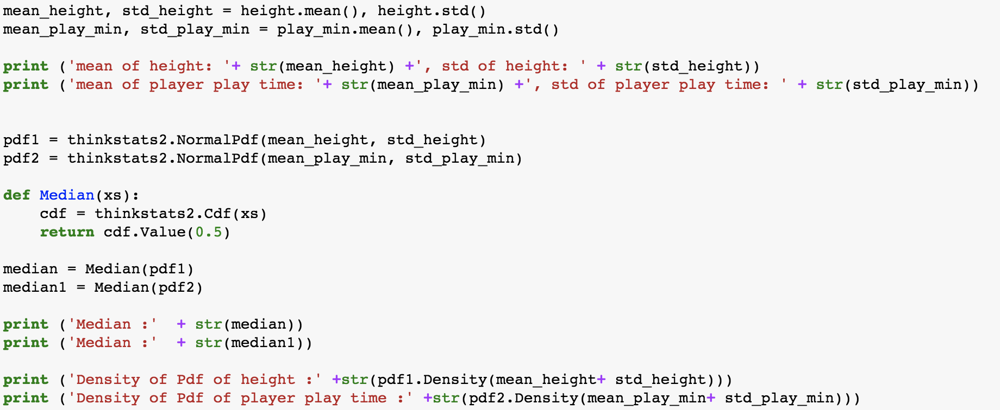 mean_height, std_height = height.mean(), height.std()
mean_play_min, std_play_min = play_min.mean(), play_min.std()
print ('mean of height: '+ str(mean_height) +', std of height: ' + str(std_height))
print ('mean of player play time: '+ str(mean_play_min) +', std of player play time: ' + str(std_play_min))
pdf1 = thinkstats2.NormalPdf(mean_height, std_height)
pdf2 = thinkstats2.NormalPdf(mean_play_min, std_play_min)
def Median(xs):
    cdf = thinkstats2.Cdf(xs)
    return cdf.Value(0.5)
median = Median(pdf1)
median1 = Median(pdf2)
print ('Median :'  + str(median))
print ('Median :'  + str(median1))
print ('Density of Pdf of height :' +str(pdf1.Density(mean_height+ std_height)))
print ('Density of Pdf of player play time :' +str(pdf2.Density(mean_play_min+ std_play_min)))